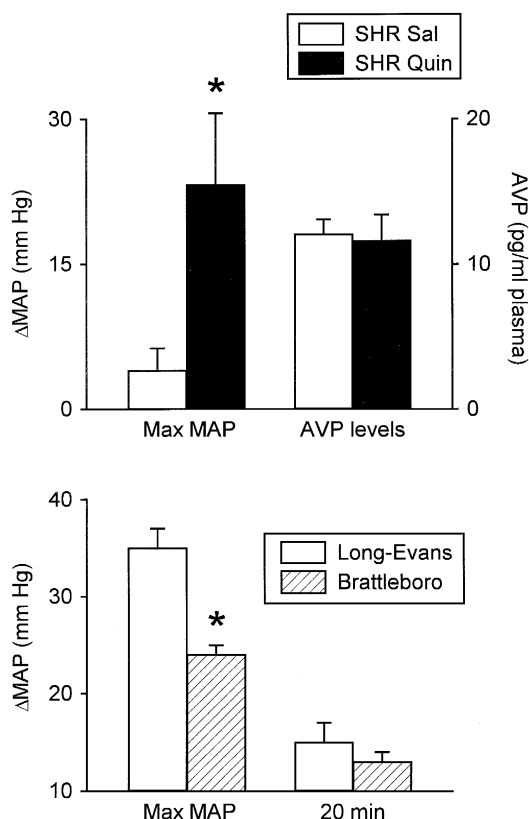 SHR Sal
SHR Quin
*
30
15
0
ΔMAP (mm Hg)
20
10
0
AVP (pg/ml plasma)
Max MAP
AVP levels
40
30
20
10
ΔMAP (mm Hg)
Long-Evans
Brattleboro
*
Max MAP
20 min